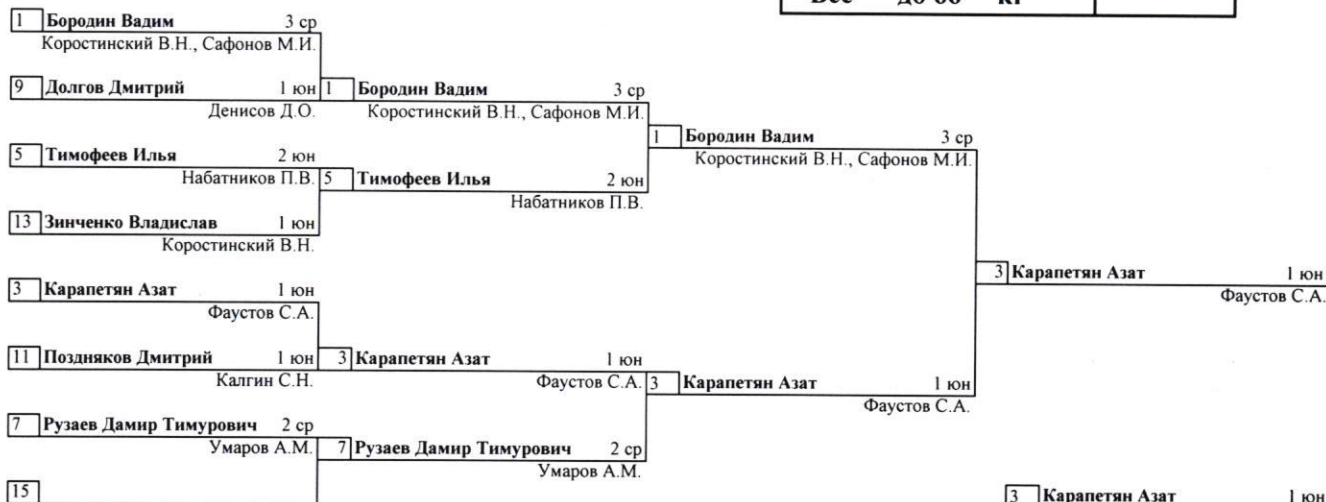 1 Бородин Вадим 3 ср
Коростинский В.Н., Сафонов М.И.
9 Долгов Дмитрий 1 юн
Денисов Д.О.
1 Бородин Вадим 3 ср
Коростинский В.Н., Сафонов М.И.
5 Тимофеев Илья 2 юн
Набатников П.В.
5 Тимофеев Илья 2 юн
Набатников П.В.
13 Зинченко Владислав 1 юн
Коростинский В.Н.
1 Бородин Вадим 3 ср
Коростинский В.Н., Сафонов М.И.
3 Карапетян Азат 1 юн
Фаустов С.А.
3 Карапетян Азат 1 юн
Фаустов С.А.
11 Поздняков Дмитрий 1 юн
Калгин С.Н.
3 Карапетян Азат 1 юн
Фаустов С.А.
3 Карапетян Азат 1 юн
Фаустов С.А.
7 Рузаев Дамир Тимурович 2 ср
Умаров А.М.
7 Рузаев Дамир Тимурович 2 ср
Умаров А.М.
15
3 Карапетян Азат 1 юн